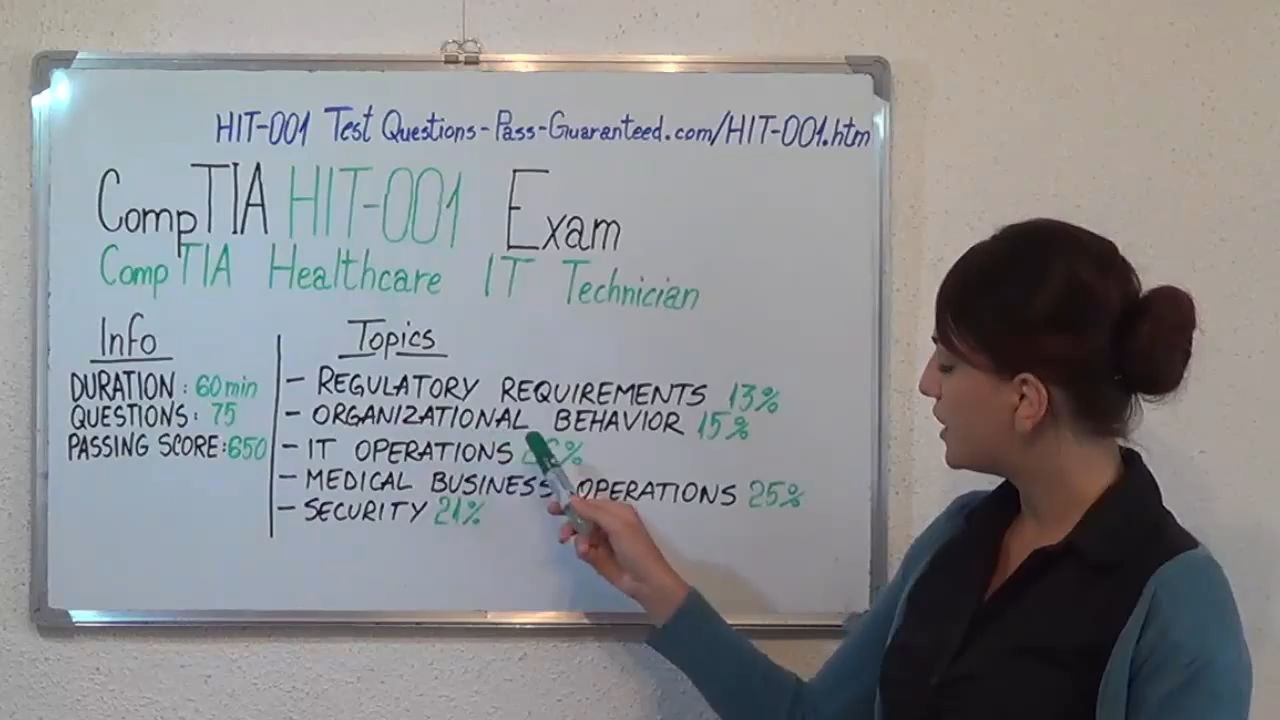 HIT-001 Test Questions-Pass-Guaranteed.com/HIT-001.htm
CompTIA HIT-001 Exam
CompTIA Healthcare IT Technician
Info
DURATION: 60min
QUESTIONS: 75
PASSING SCORE:650
Topics
- REGULATORY REQUIREMENTS 13%
- ORGANIZATIONAL BEHAVIOR 15%
- IT OPERATIONS
- MEDICAL BUSINESS OPERATIONS 25%
- SECURITY 21%